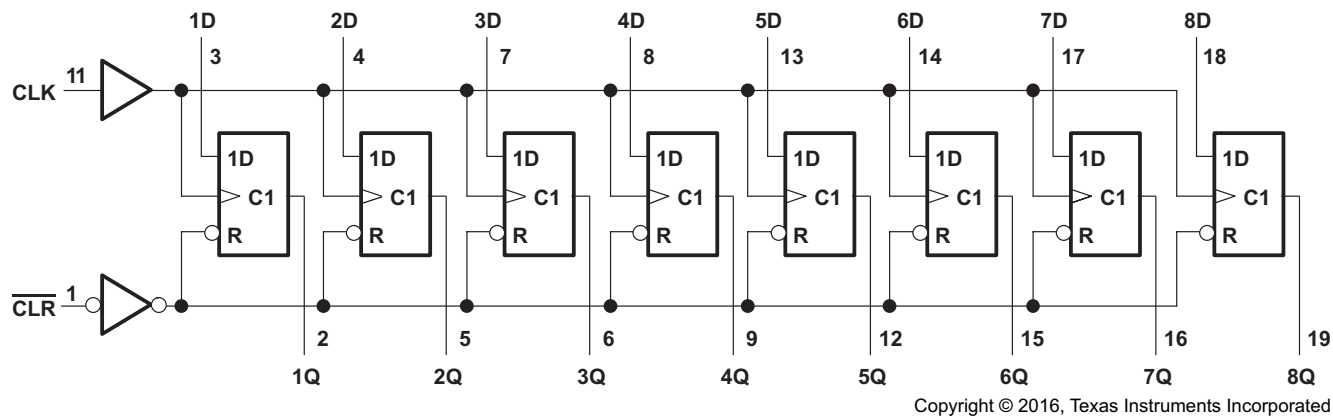 1D 2D 3D 4D 5D 6D 7D 8D
3 4 7 8 13 14 17 18
CLK 11
1D 1D 1D 1D 1D 1D 1D 1D
C1 C1 C1 C1 C1 C1 C1 C1
R R R R R R R R
C̅L̅R̅ 1
2 5 6 9 12 15 16 19
1Q 2Q 3Q 4Q 5Q 6Q 7Q 8Q
Copyright © 2016, Texas Instruments Incorporated